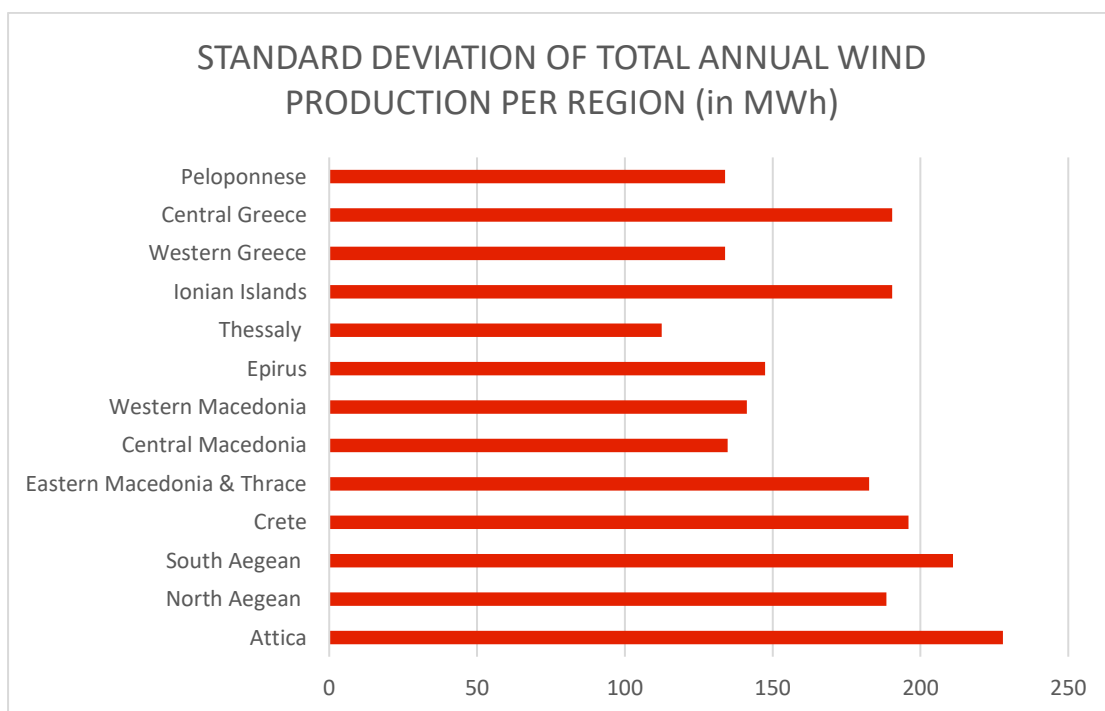 STANDARD DEVIATION OF TOTAL ANNUAL WIND
PRODUCTION PER REGION (in MWh)
Peloponnese
Central Greece
Western Greece
Ionian Islands
Thessaly
Epirus
Western Macedonia
Central Macedonia
Eastern Macedonia & Thrace
Crete
South Aegean
North Aegean
Attica
0 50 100 150 200 250